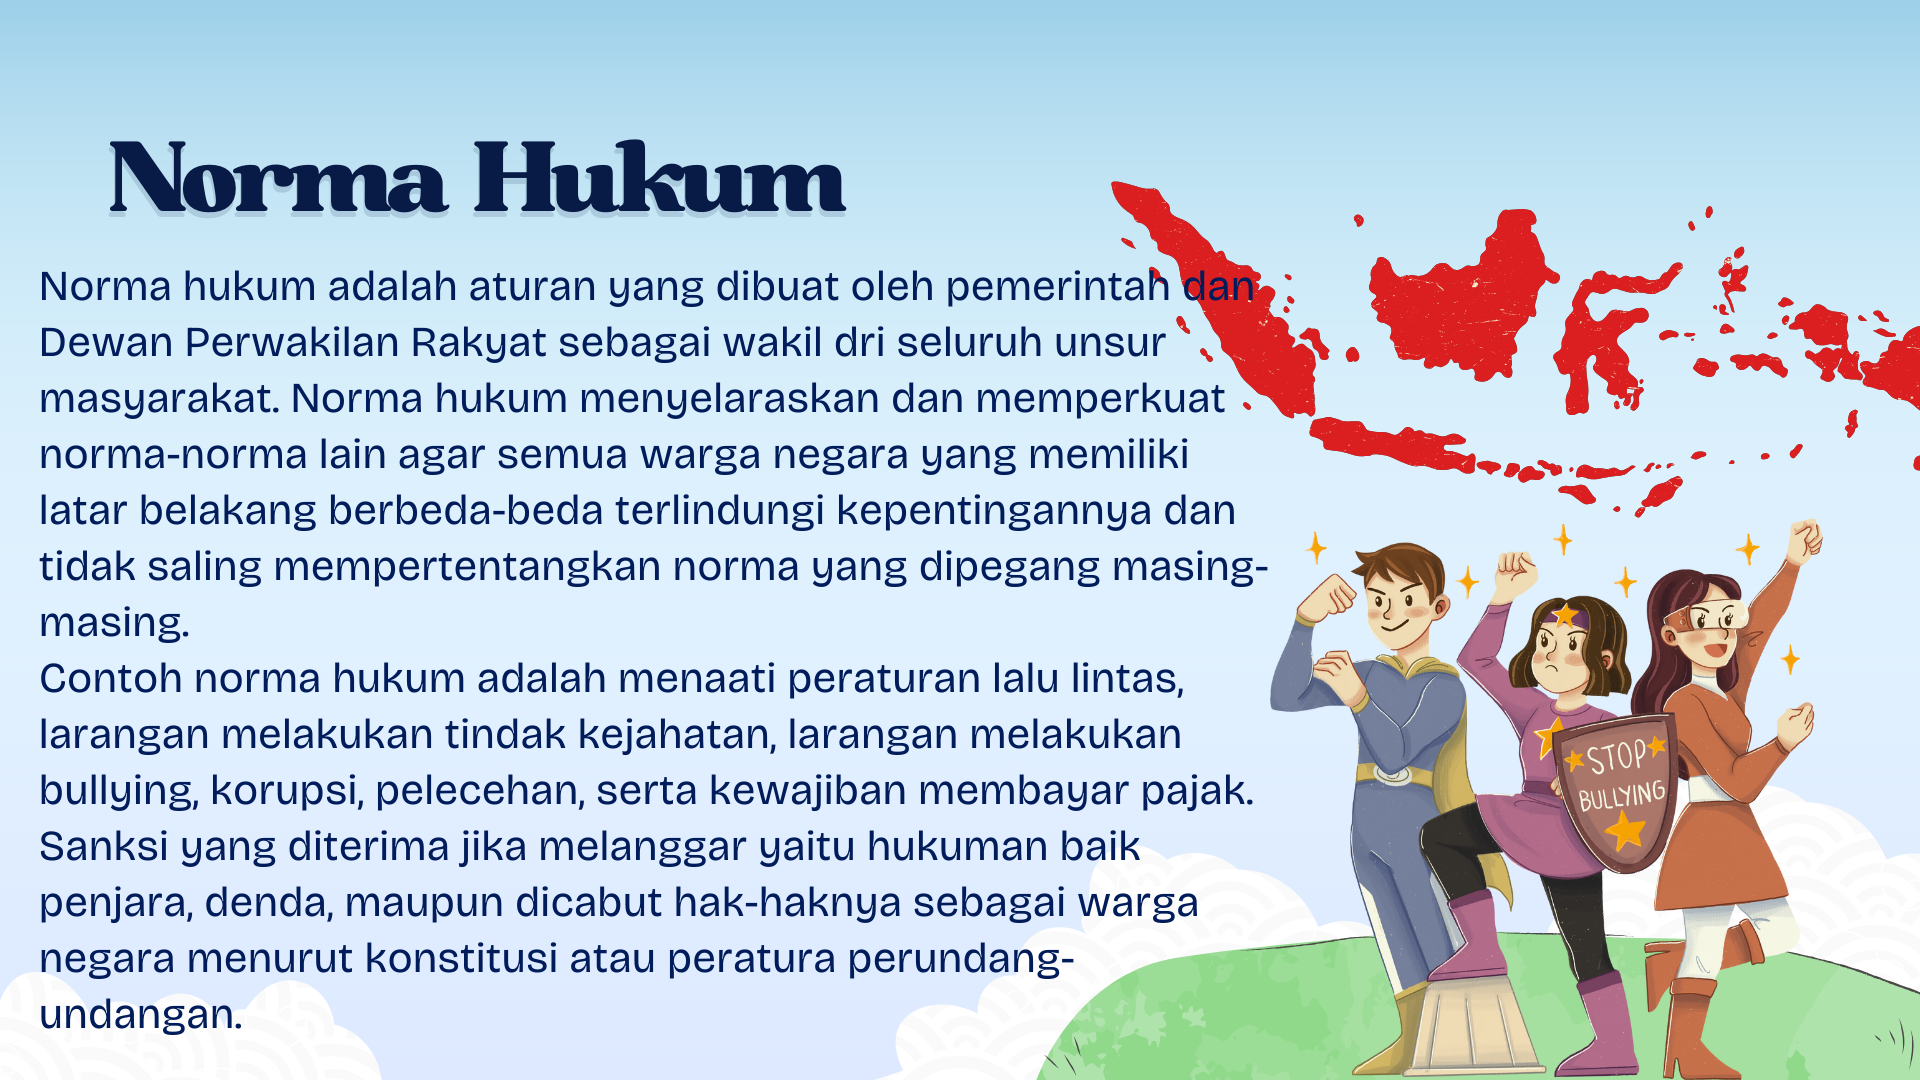 Norma Hukum
Norma hukum adalah aturan yang dibuat oleh pemerintah dan
Dewan Perwakilan Rakyat sebagai wakil dri seluruh unsur
masyarakat. Norma hukum menyelaraskan dan memperkuat
norma-norma lain agar semua warga negara yang memiliki
latar belakang berbeda-beda terlindungi kepentingannya dan
tidak saling mempertentangkan norma yang dipegang masing-
masing.
Contoh norma hukum adalah menaati peraturan lalu lintas,
larangan melakukan tindak kejahatan, larangan melakukan
bullying, korupsi, pelecehan, serta kewajiban membayar pajak.
Sanksi yang diterima jika melanggar yaitu hukuman baik
penjara, denda, maupun dicabut hak-haknya sebagai warga
negara menurut konstitusi atau peratura perundang-
undangan.
STOP
BULLYING